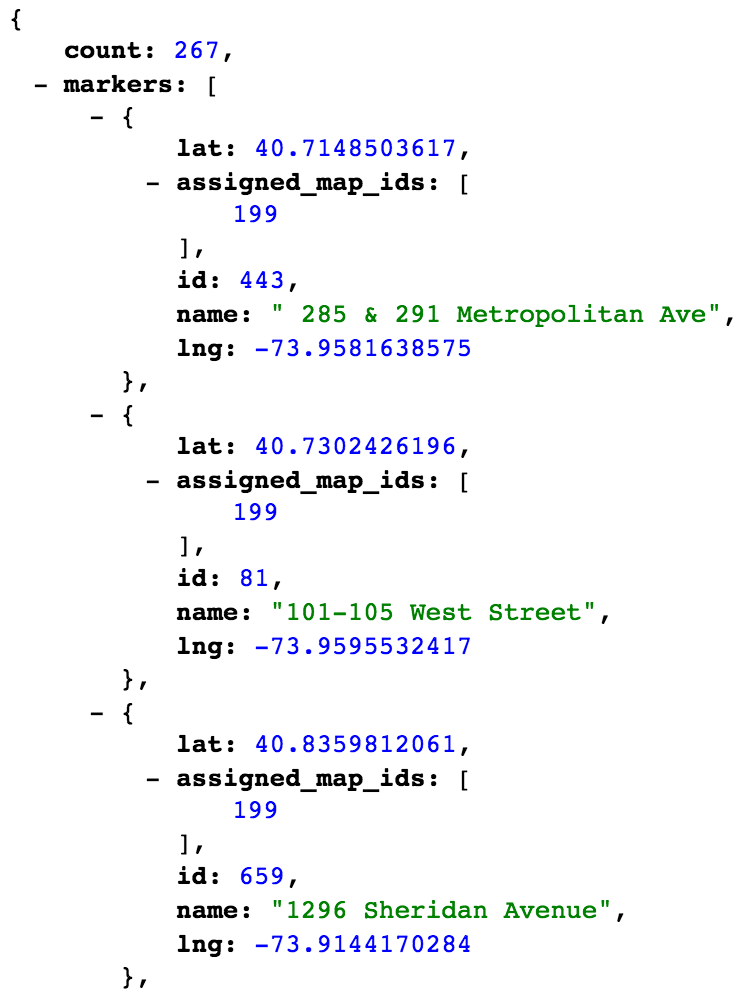 {
count: 267,
- markers: [
- {
lat: 40.7148503617,
- assigned_map_ids: [
199
],
id: 443,
name: " 285 & 291 Metropolitan Ave",
lng: -73.9581638575
},
- {
lat: 40.7302426196,
- assigned_map_ids: [
199
],
id: 81,
name: "101-105 West Street",
lng: -73.9595532417
},
- {
lat: 40.8359812061,
- assigned_map_ids: [
199
],
id: 659,
name: "1296 Sheridan Avenue",
lng: -73.9144170284
},